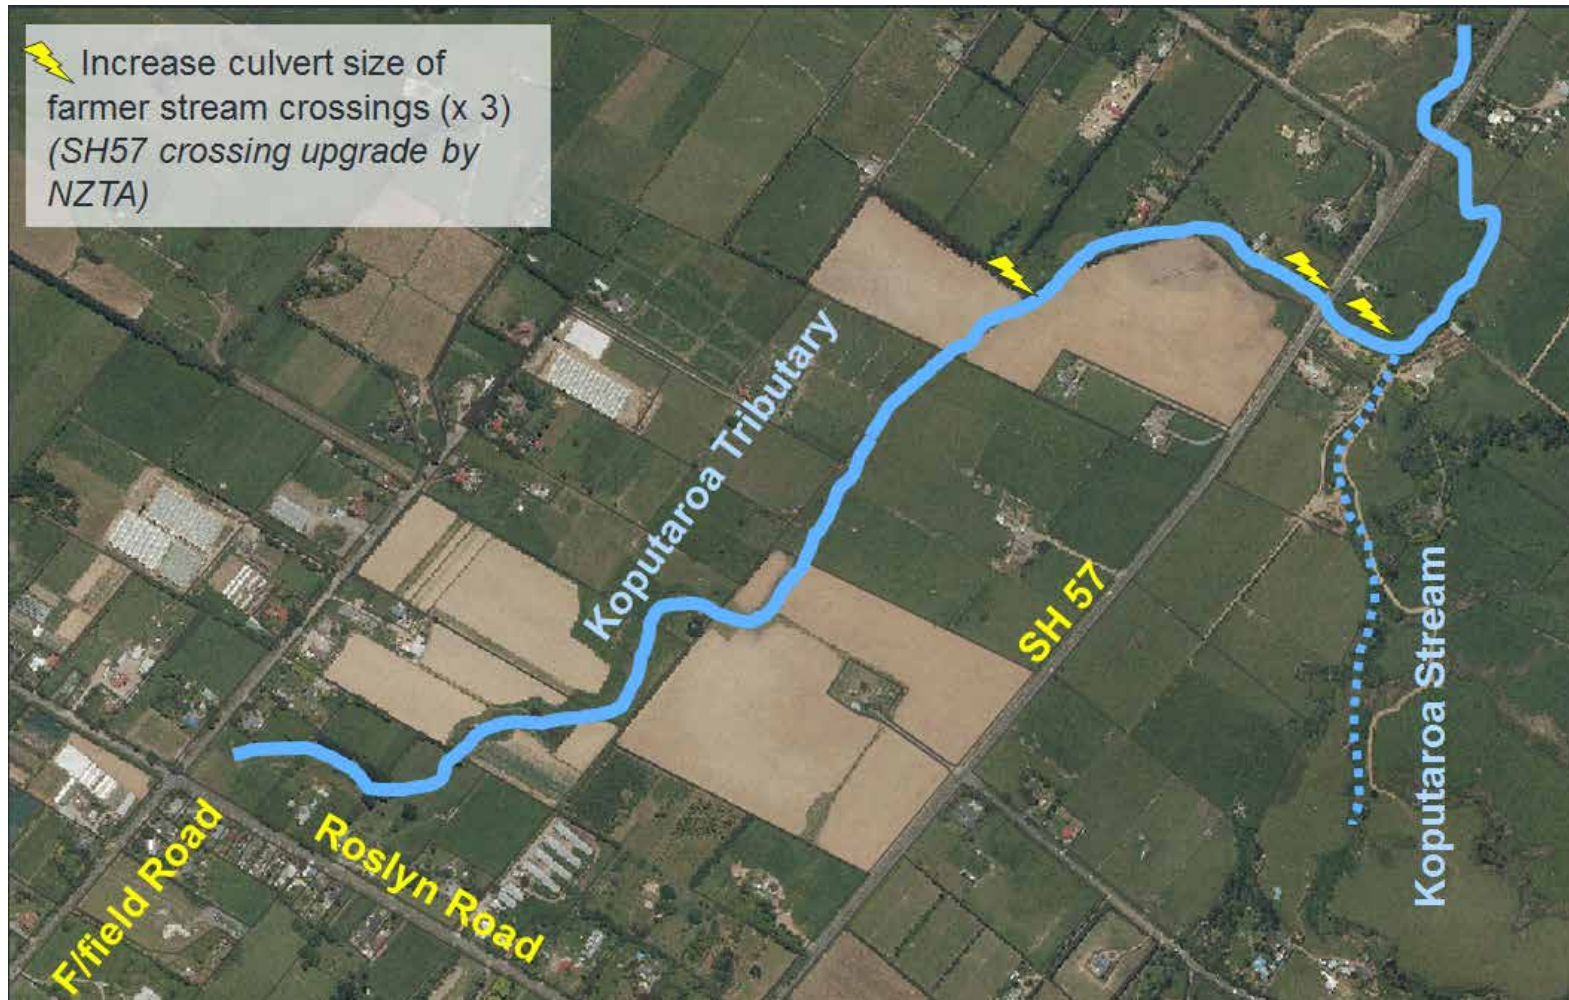 Increase culvert size of
farmer stream crossings (x 3)
(SH57 crossing upgrade by
NZTA)
Koputaroa Tributary
SH 57
Koputaroa Stream
F/field Road
Roslyn Road